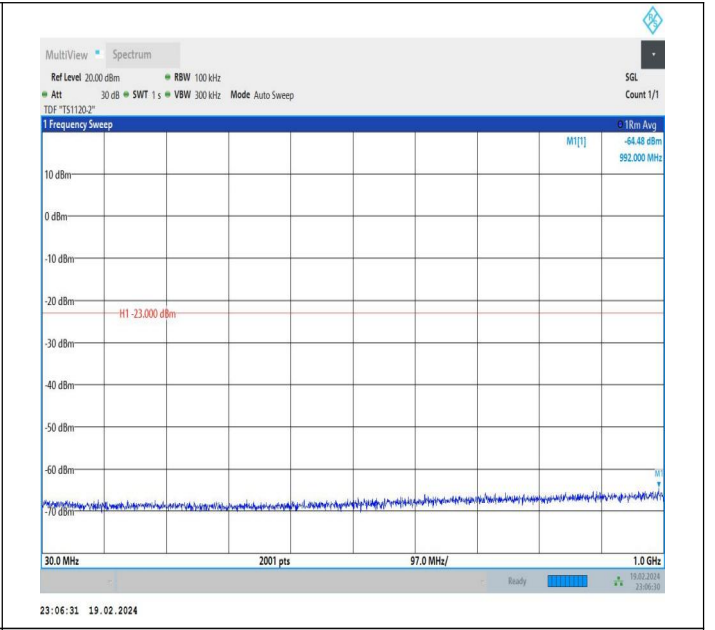 R&S
MultiView Spectrum
Ref Level 20.00 dBm RBW 100 kHz SGL
Att 30 dB SWT 1 s VBW 300 kHz Mode Auto Sweep Count 1/1
TDF "TS1120-2"
1 Frequency Sweep 1Rm Avg
M1[1] -64.48 dBm
992.000 MHz
10 dBm
0 dBm
-10 dBm
-20 dBm
H1 -23.000 dBm
-30 dBm
-40 dBm
-50 dBm
-60 dBm
M1
-70 dBm
30.0 MHz 2001 pts 97.0 MHz/ 1.0 GHz
Ready 19.02.2024
23:06:30
23:06:31 19.02.2024